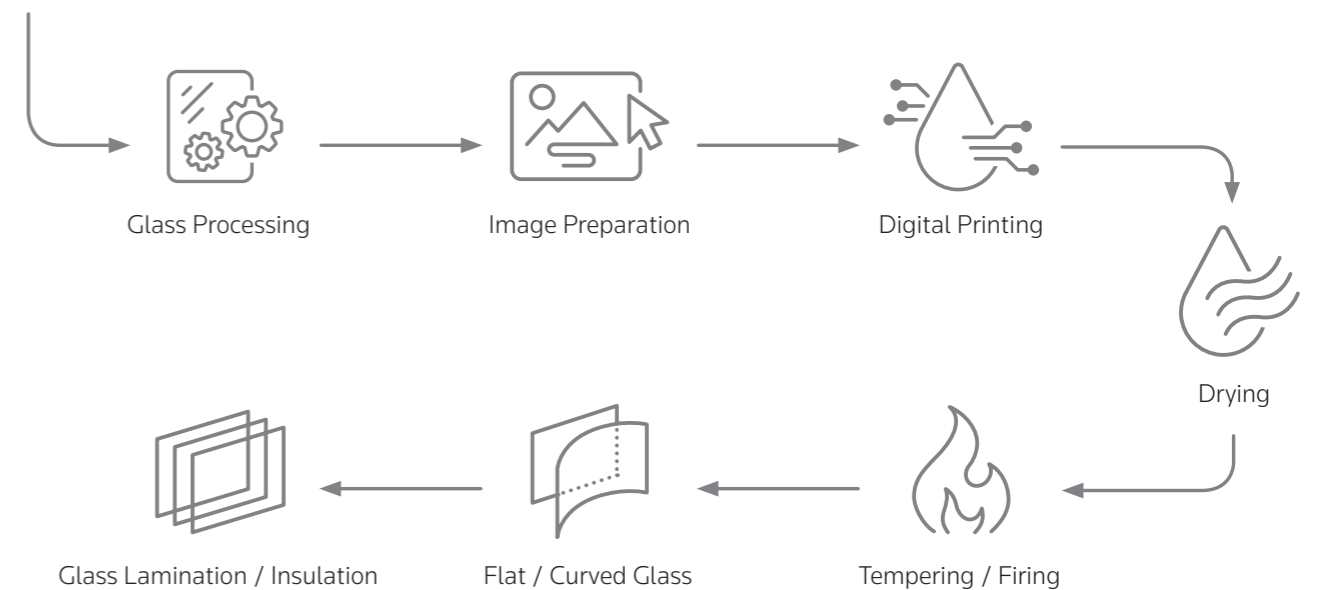 Glass Processing
Image Preparation
Digital Printing
Drying
Tempering / Firing
Flat / Curved Glass
Glass Lamination / Insulation